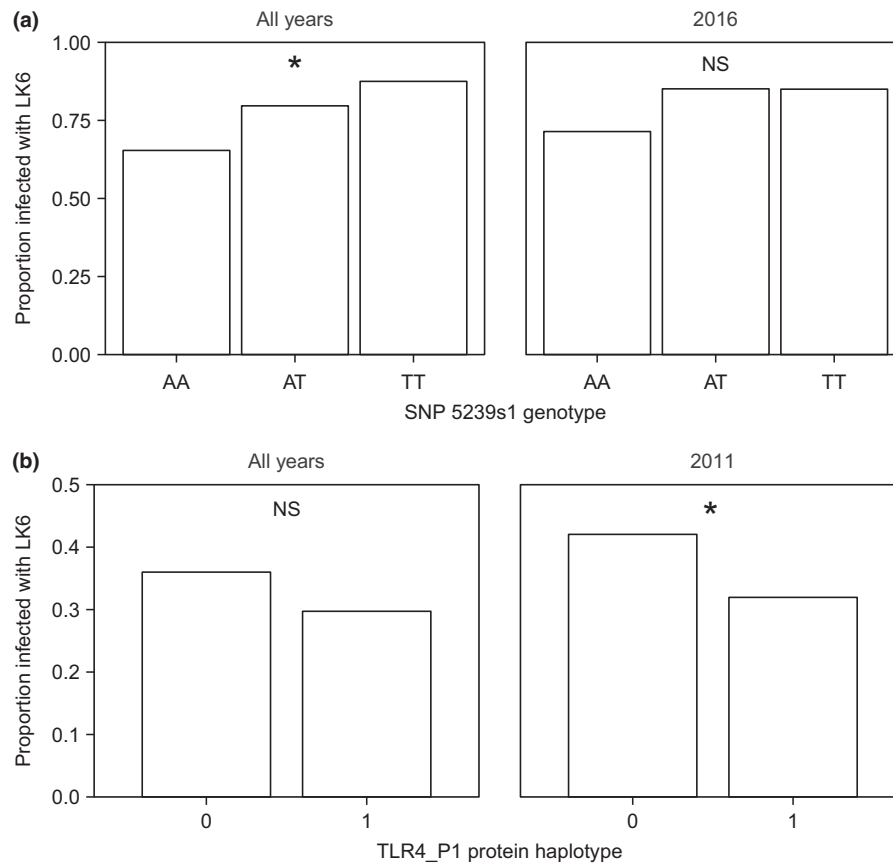 (a)
All years
2016
Proportion infected with LK6
1.00
0.75
0.50
0.25
0.00
*
NS
AA AT TT
AA AT TT
SNP 5239s1 genotype
(b)
All years
2011
Proportion infected with LK6
0.5
0.4
0.3
0.2
0.1
0.0
NS
*
0 1
0 1
TLR4_P1 protein haplotype